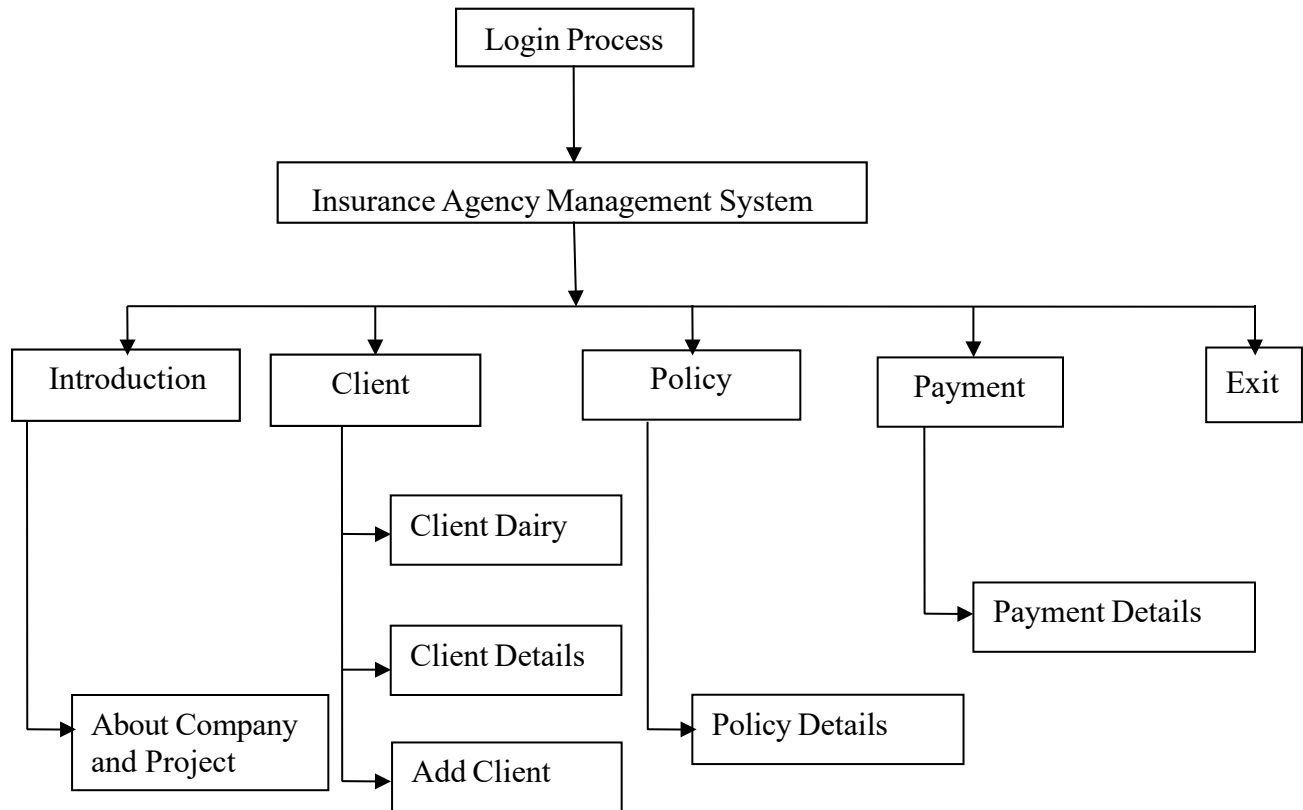 Login Process
Insurance Agency Management System
Introduction
Client
Policy
Payment
Exit
Client Dairy
Client Details
Payment Details
About Company
and Project
Policy Details
Add Client